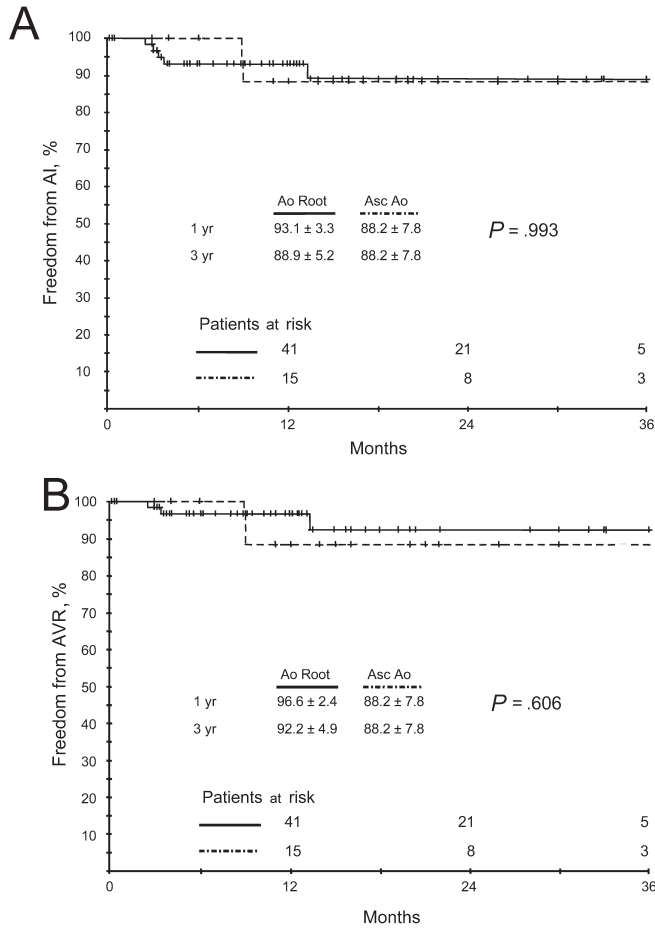 A
100
90
80
70
60
50
40
30
20
10
Freedom from AI, %
Ao Root Asc Ao
1 yr 93.1 ± 3.3 88.2 ± 7.8
3 yr 88.9 ± 5.2 88.2 ± 7.8
P = .993
Patients at risk
41 21 5
15 8 3
0 12 24 36
Months
B
100
90
80
70
60
50
40
30
20
10
Freedom from AVR, %
Ao Root Asc Ao
1 yr 96.6 ± 2.4 88.2 ± 7.8
3 yr 92.2 ± 4.9 88.2 ± 7.8
P = .606
Patients at risk
41 21 5
15 8 3
0 12 24 36
Months